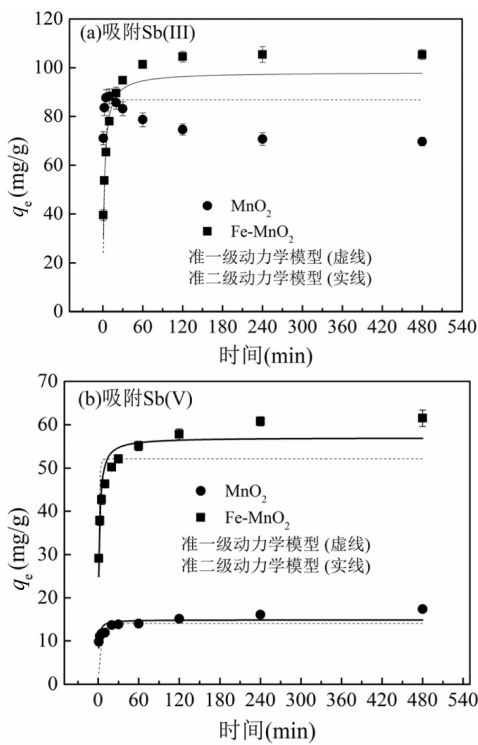 (a)吸附Sb(III)
120
100
80
60
40
20
0
qe (mg/g)
MnO2
Fe-MnO2
准一级动力学模型 (虚线)
准二级动力学模型 (实线)
0 60 120 180 240 300 360 420 480 540
时间(min)
(b)吸附Sb(V)
70
60
50
40
30
20
10
0
qe (mg/g)
MnO2
Fe-MnO2
准一级动力学模型 (虚线)
准二级动力学模型 (实线)
0 60 120 180 240 300 360 420 480 540
时间(min)